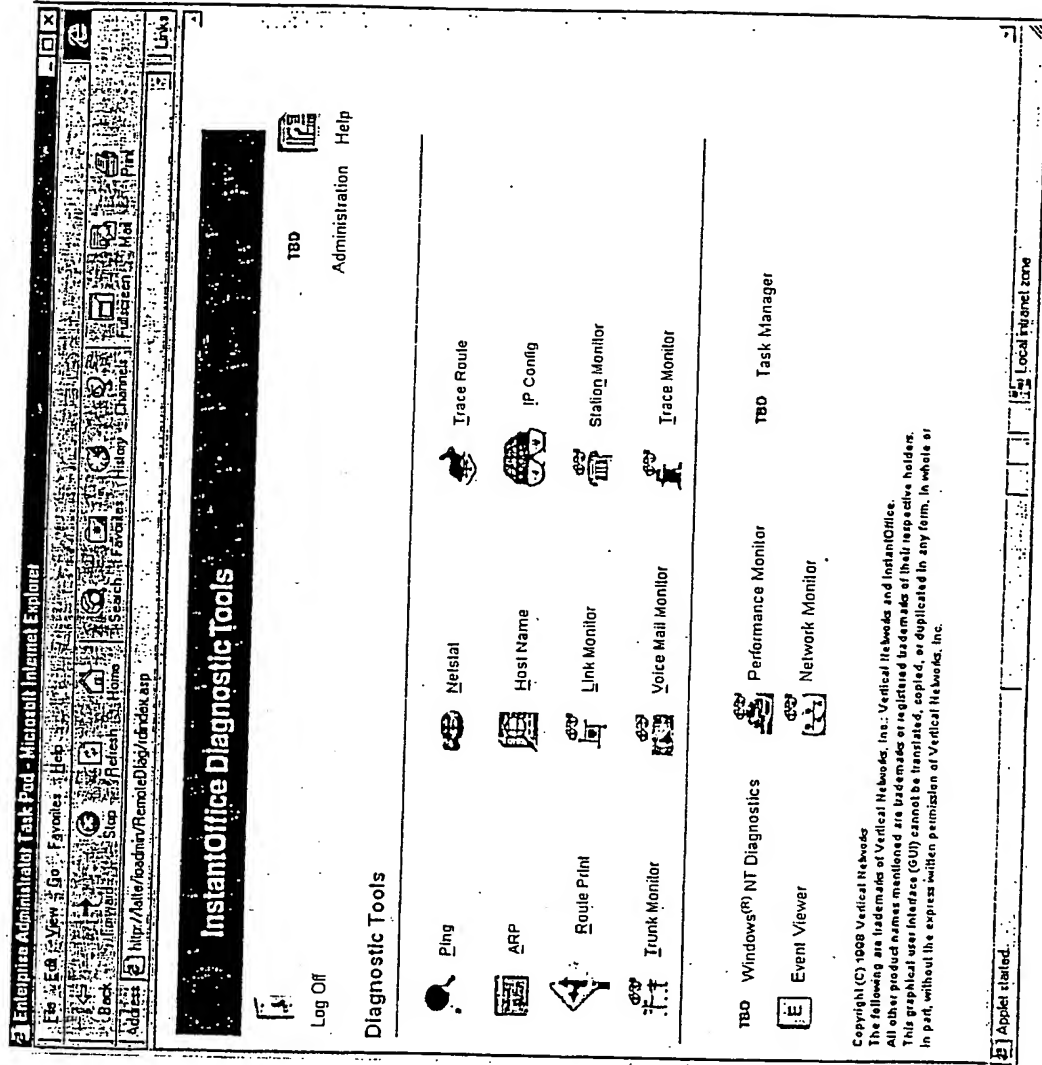 Enterprise Administrator Task Pad - Microsoft Internet Explorer
File Edit View Go Favorites Help
Back Forward Stop Refresh Home Search Favorites History Channels Fullscreen Mail Print
Address http://latte/ioadmin/RemoteDiag/rdindex.asp Links
InstantOffice Diagnostic Tools
TBD
Log Off Administration Help
Diagnostic Tools
Ping Netstat Trace Route
ARP Host Name IP Config
Route Print Link Monitor Station Monitor
Trunk Monitor Voice Mail Monitor Trace Monitor
TBD Windows(R) NT Diagnostics Performance Monitor TBD Task Manager
E Event Viewer Network Monitor
Copyright (C) 1998 Vertical Networks
The following are trademarks of Vertical Networks, Inc.: Vertical Networks and InstantOffice.
All other product names mentioned are trademarks or registered trademarks of their respective holders.
This graphical user interface (GUI) cannot be translated, copied, or duplicated in any form, in whole or
in part, without the express written permission of Vertical Networks, Inc.
Applet started. Local intranet zone